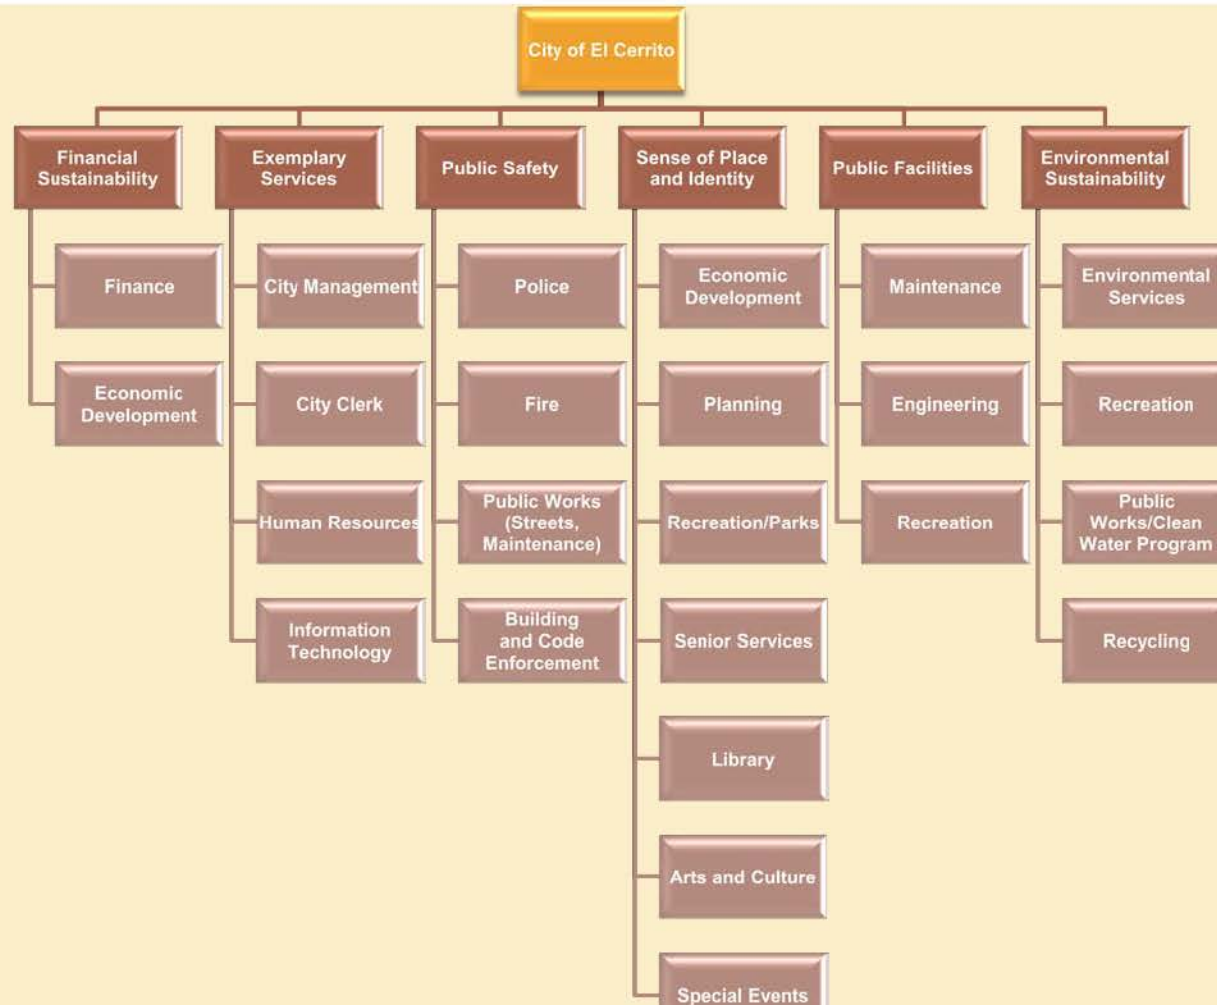 City of El Cerrito
Financial
Sustainability
Finance
Economic
Development
Exemplary
Services
City Management
City Clerk
Human Resources
Information
Technology
Public Safety
Police
Fire
Public Works
(Streets,
Maintenance)
Building
and Code
Enforcement
Sense of Place
and Identity
Economic
Development
Planning
Recreation/Parks
Senior Services
Library
Arts and Culture
Special Events
Public Facilities
Maintenance
Engineering
Recreation
Environmental
Sustainability
Environmental
Services
Recreation
Public
Works/Clean
Water Program
Recycling